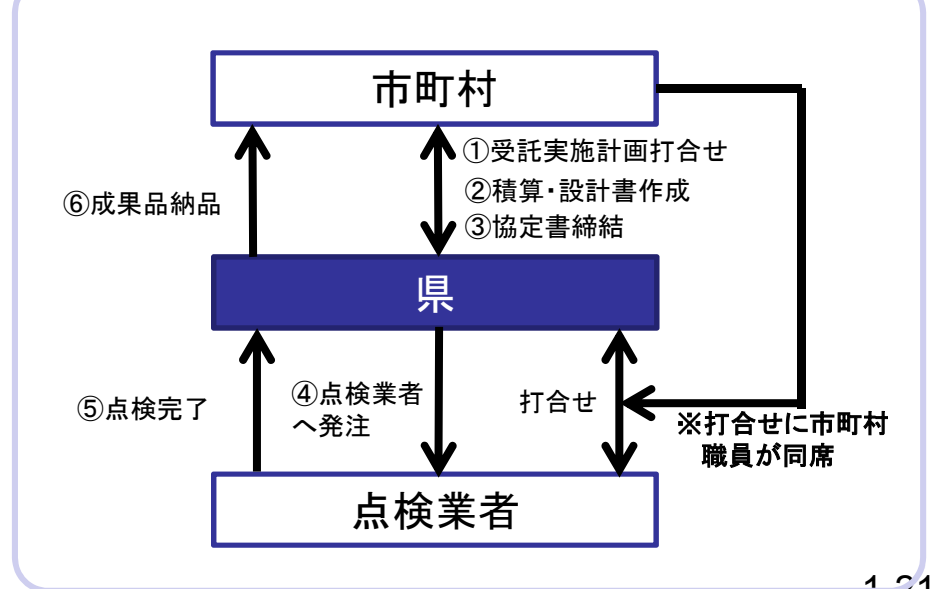 市町村
①受託実施計画打合せ
②積算・設計書作成
③協定書締結
⑥成果品納品
県
④点検業者
へ発注
⑤点検完了
打合せ
※打合せに市町村
職員が同席
点検業者